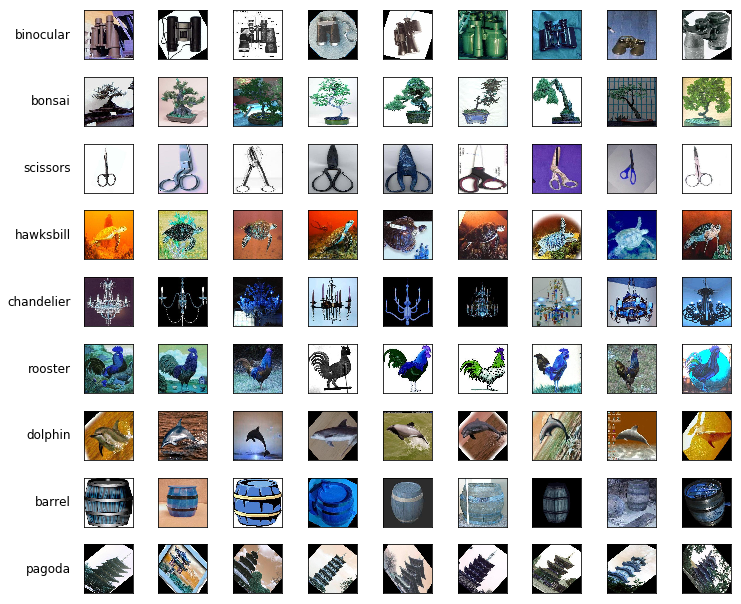 binocular
bonsai
scissors
hawksbill
chandelier
rooster
dolphin
barrel
pagoda